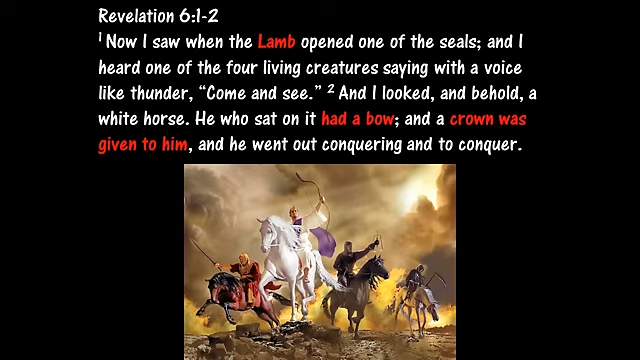 Revelation 6:1-2
1 Now I saw when the Lamb opened one of the seals; and I
heard one of the four living creatures saying with a voice
like thunder, “Come and see.” 2 And I looked, and behold, a
white horse. He who sat on it had a bow; and a crown was
given to him, and he went out conquering and to conquer.